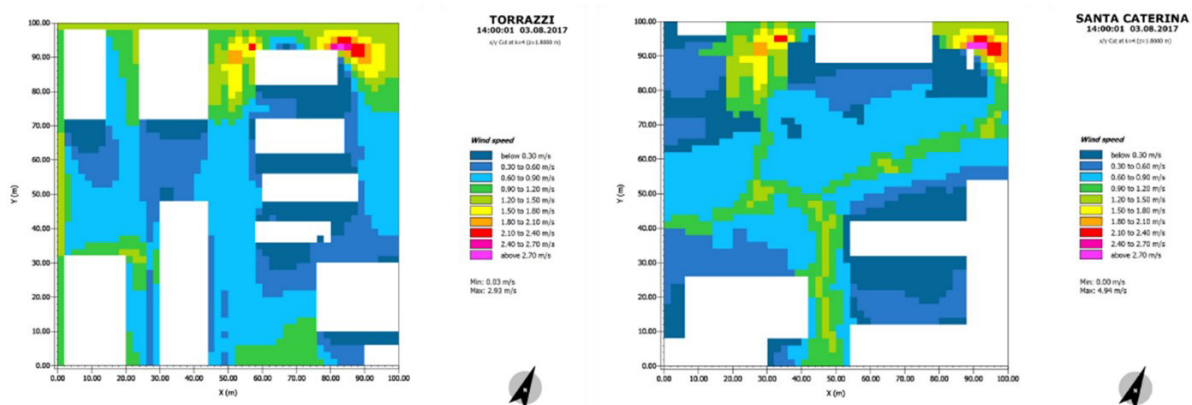 TORRAZZI
14:00:01 03.08.2017
x/y Cut at k=4 (z=1.8000 m)
100.00
90.00
80.00
70.00
60.00
50.00
40.00
30.00
20.00
10.00
0.00
Y (m)
0.00 10.00 20.00 30.00 40.00 50.00 60.00 70.00 80.00 90.00 100.00
X (m)
Wind speed
below 0.30 m/s
0.30 to 0.60 m/s
0.60 to 0.90 m/s
0.90 to 1.20 m/s
1.20 to 1.50 m/s
1.50 to 1.80 m/s
1.80 to 2.10 m/s
2.10 to 2.40 m/s
2.40 to 2.70 m/s
above 2.70 m/s
Min: 0.03 m/s
Max: 2.93 m/s
N
SANTA CATERINA
14:00:01 03.08.2017
x/y Cut at k=4 (z=1.8000 m)
100.00
90.00
80.00
70.00
60.00
50.00
40.00
30.00
20.00
10.00
0.00
Y (m)
0.00 10.00 20.00 30.00 40.00 50.00 60.00 70.00 80.00 90.00 100.00
X (m)
Wind speed
below 0.30 m/s
0.30 to 0.60 m/s
0.60 to 0.90 m/s
0.90 to 1.20 m/s
1.20 to 1.50 m/s
1.50 to 1.80 m/s
1.80 to 2.10 m/s
2.10 to 2.40 m/s
2.40 to 2.70 m/s
above 2.70 m/s
Min: 0.00 m/s
Max: 4.94 m/s
N